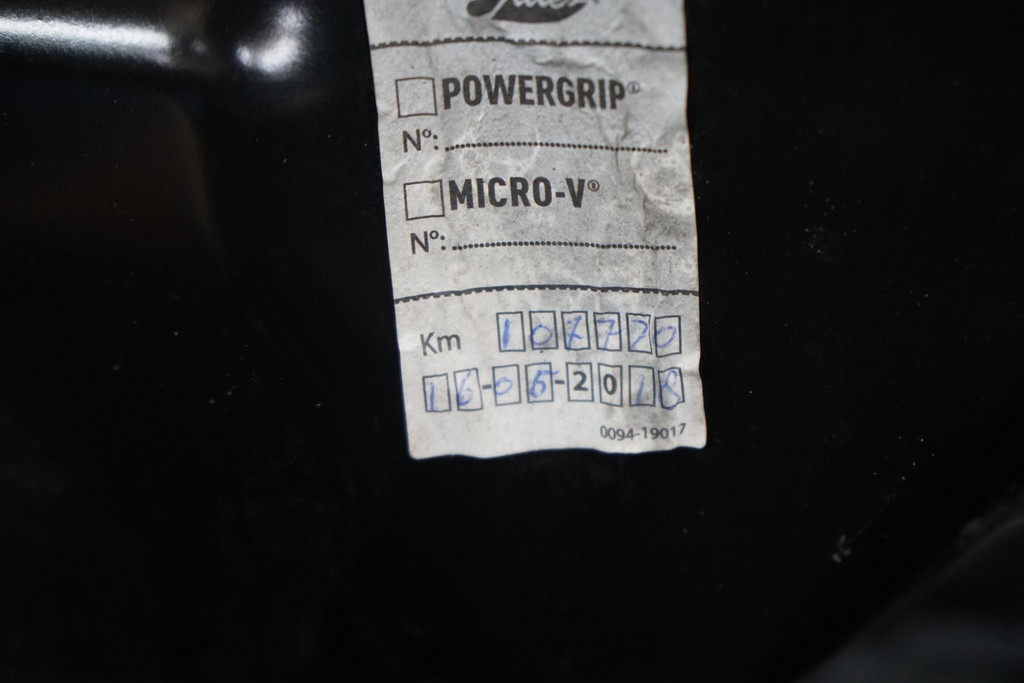 POWERGRIP®
Nº:
MICRO-V®
Nº:
Km 107770
16-05-2018
0094-19017